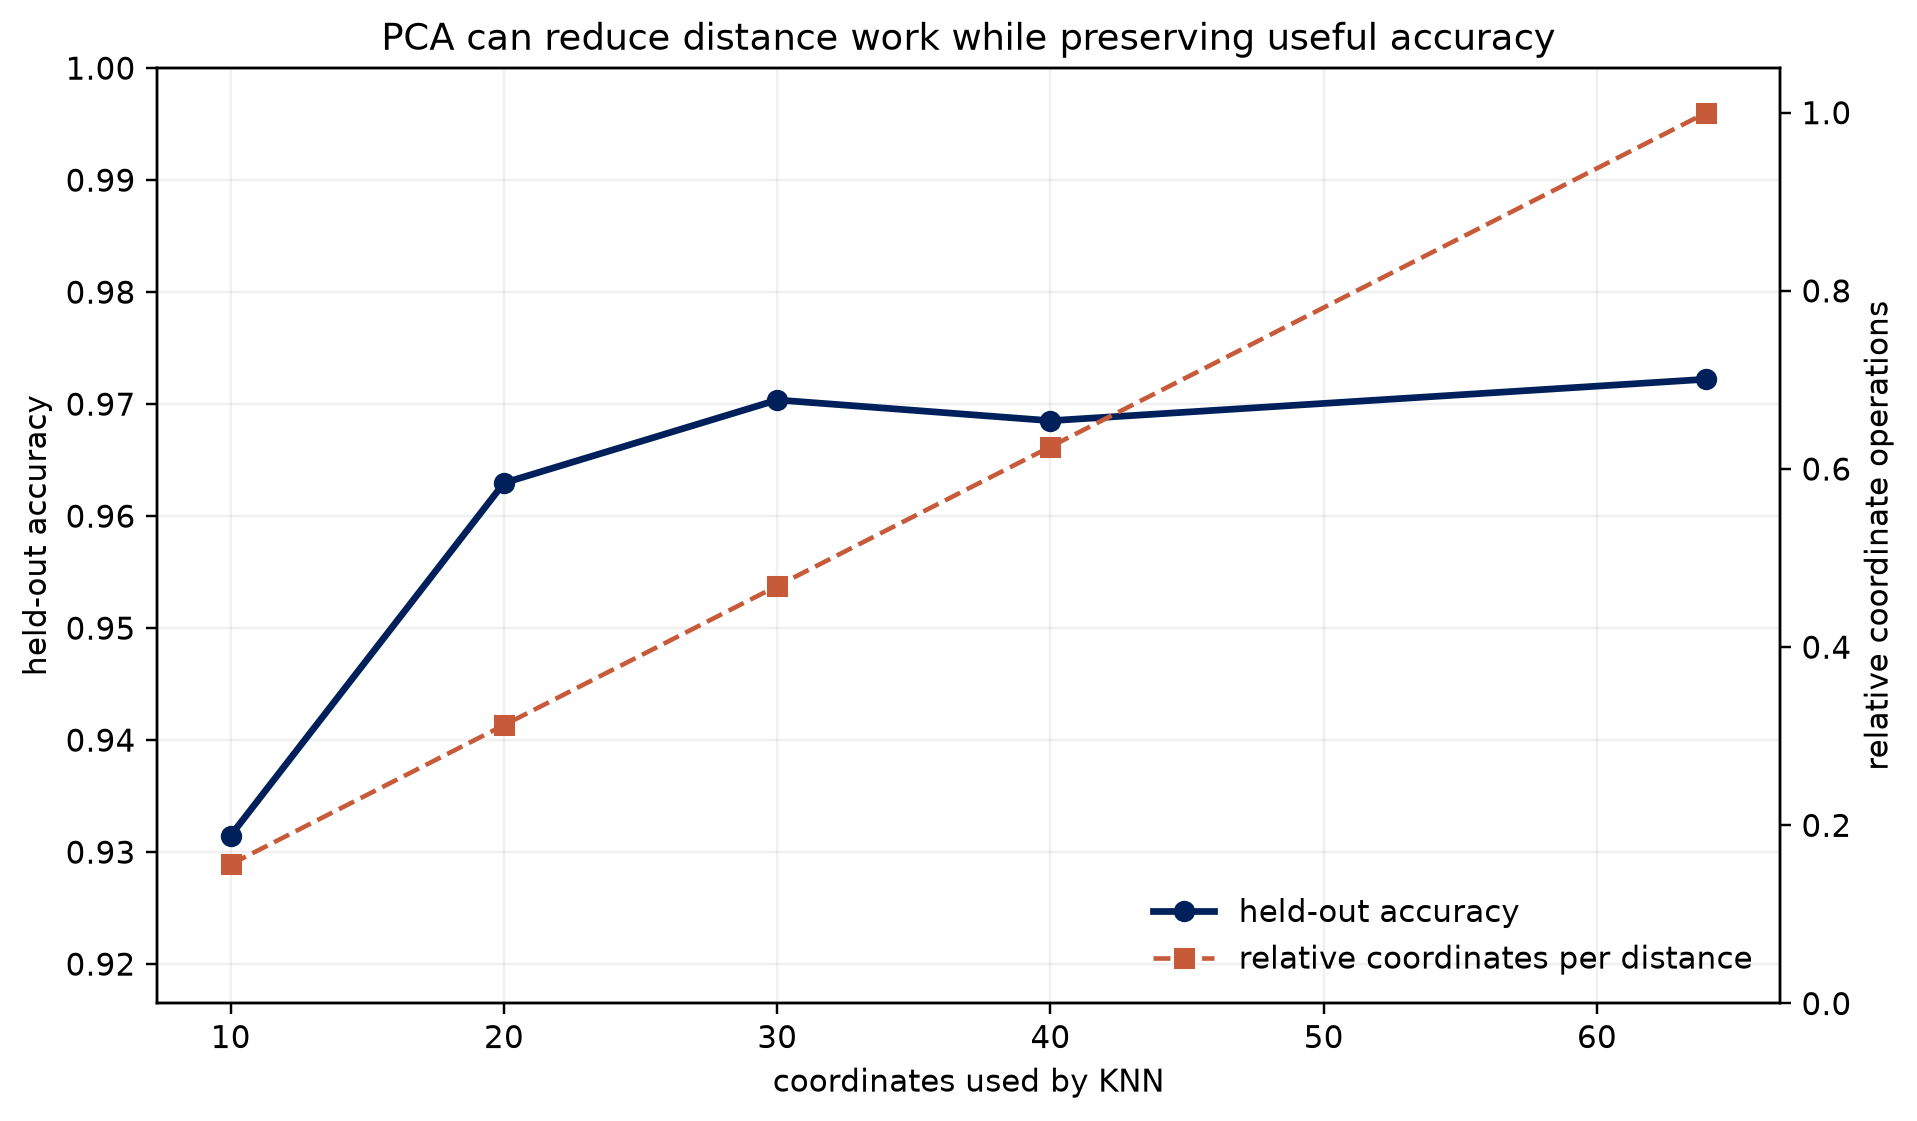 PCA can reduce distance work while preserving useful accuracy
held-out accuracy
1.00
0.99
0.98
0.97
0.96
0.95
0.94
0.93
0.92
relative coordinate operations
1.0
0.8
0.6
0.4
0.2
0.0
held-out accuracy
relative coordinates per distance
10 20 30 40 50 60
coordinates used by KNN